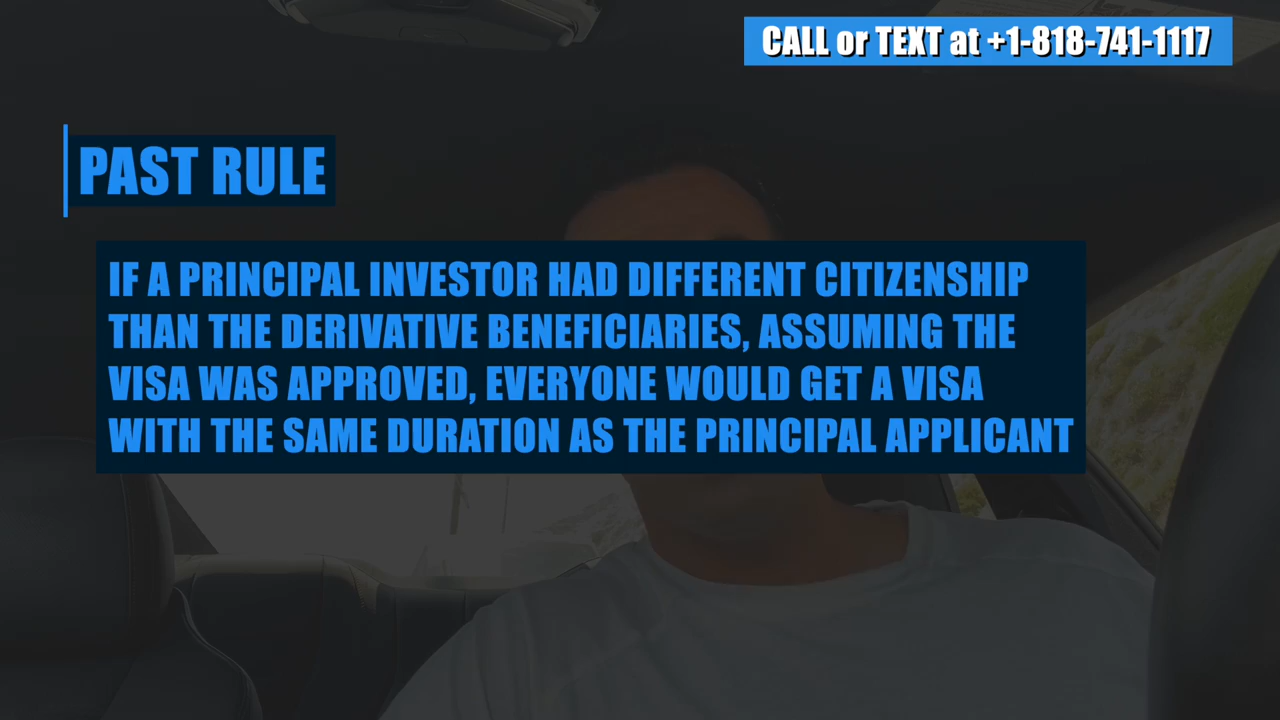 CALL or TEXT at +1-818-741-1117
PAST RULE
IF A PRINCIPAL INVESTOR HAD DIFFERENT CITIZENSHIP
THAN THE DERIVATIVE BENEFICIARIES, ASSUMING THE
VISA WAS APPROVED, EVERYONE WOULD GET A VISA
WITH THE SAME DURATION AS THE PRINCIPAL APPLICANT